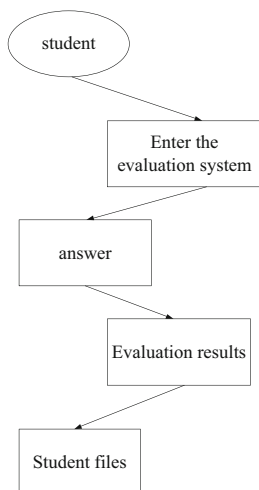 student
Enter the
evaluation system
answer
Evaluation results
Student files